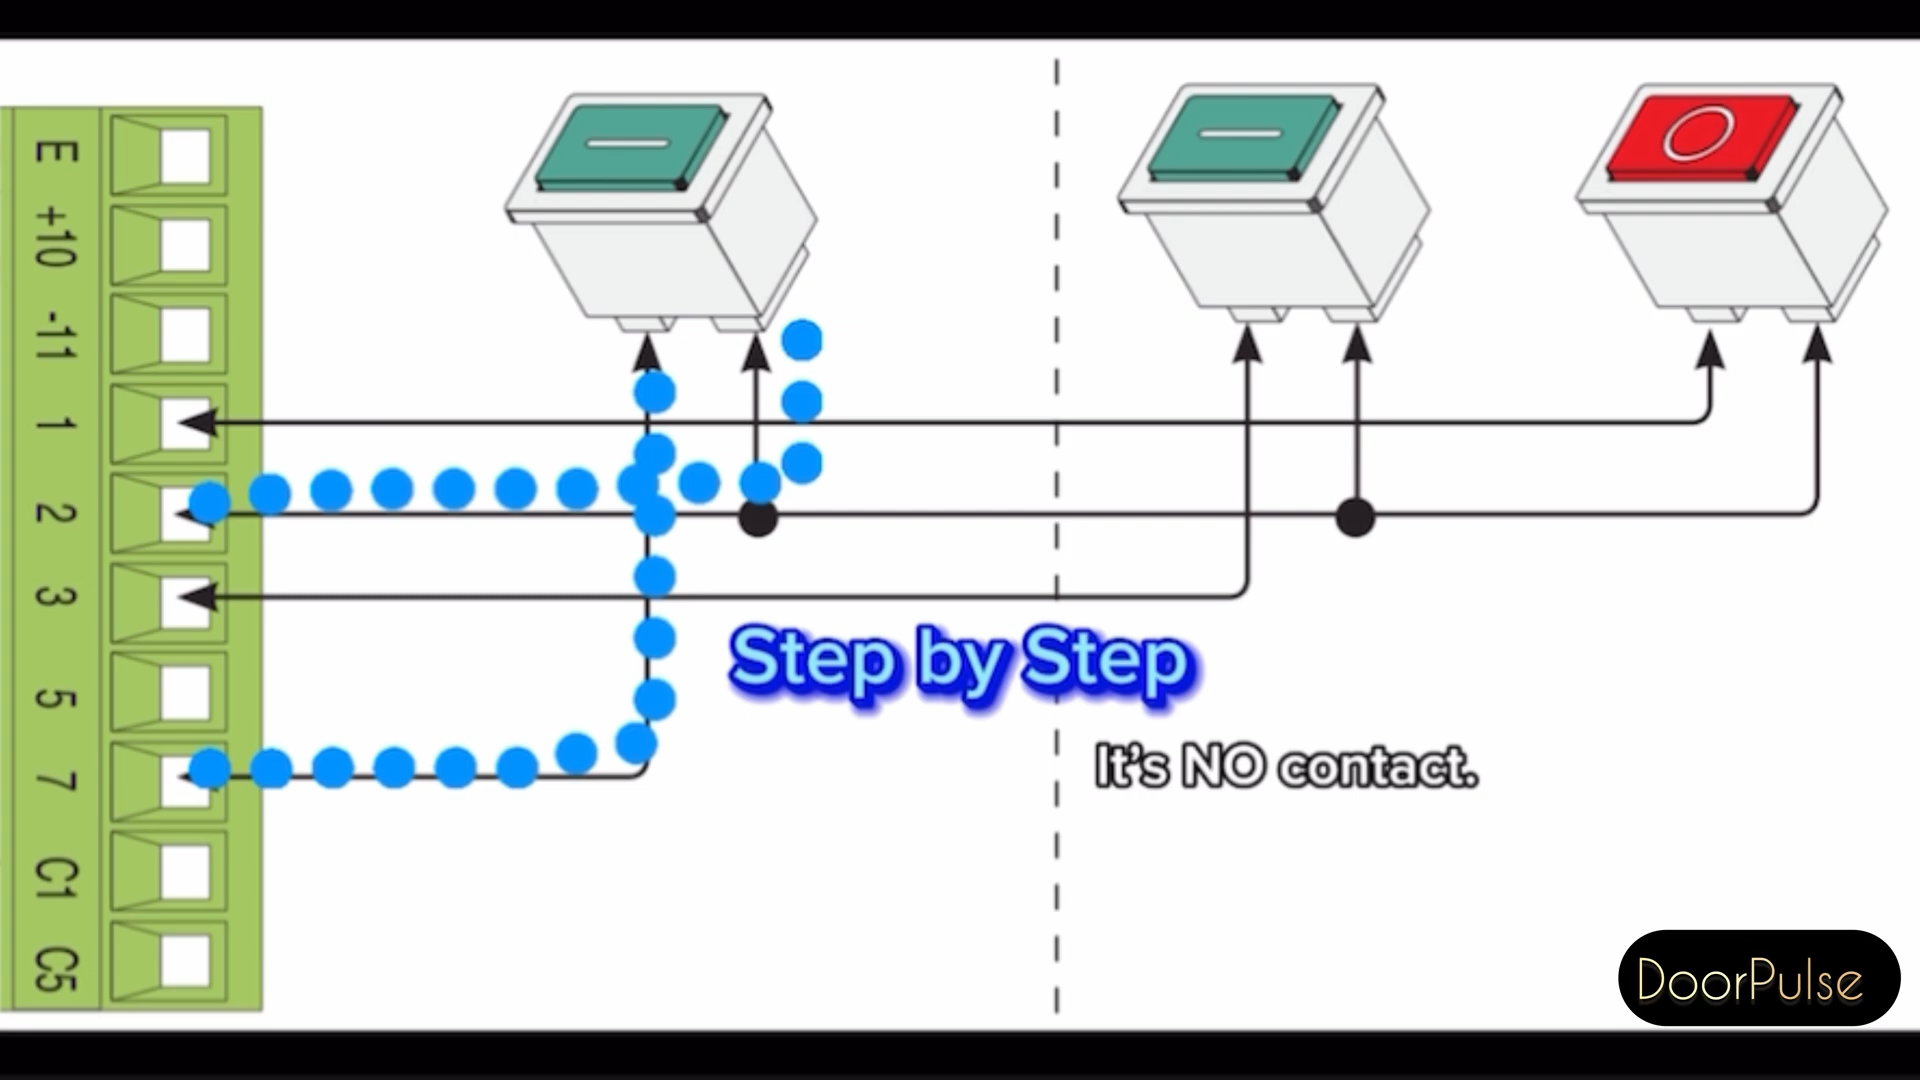 E
+10
-11
1
2
3
5
7
C1
C5
Step by Step
It's NO contact.
DoorPulse